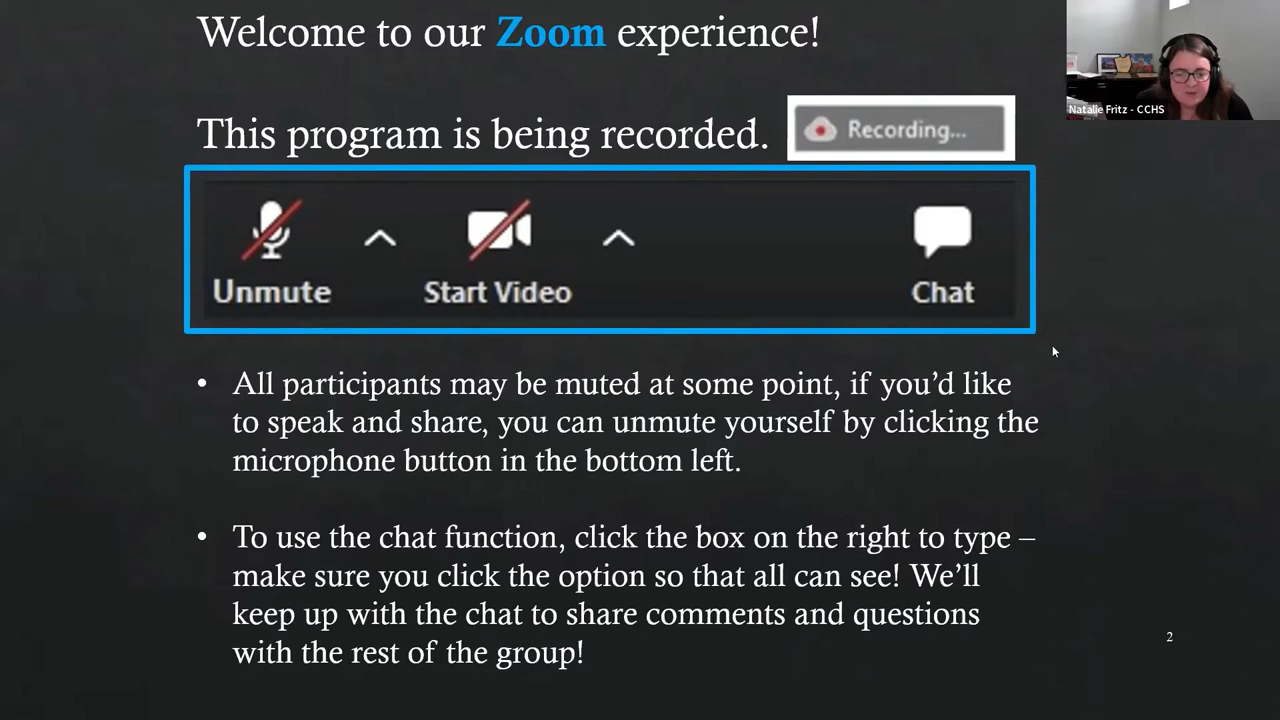 Welcome to our Zoom experience!
Natalie Fritz - CCHS
This program is being recorded.
Recording...
Unmute
Start Video
Chat
• All participants may be muted at some point, if you’d like
to speak and share, you can unmute yourself by clicking the
microphone button in the bottom left.
• To use the chat function, click the box on the right to type –
make sure you click the option so that all can see! We’ll
keep up with the chat to share comments and questions
with the rest of the group!
2